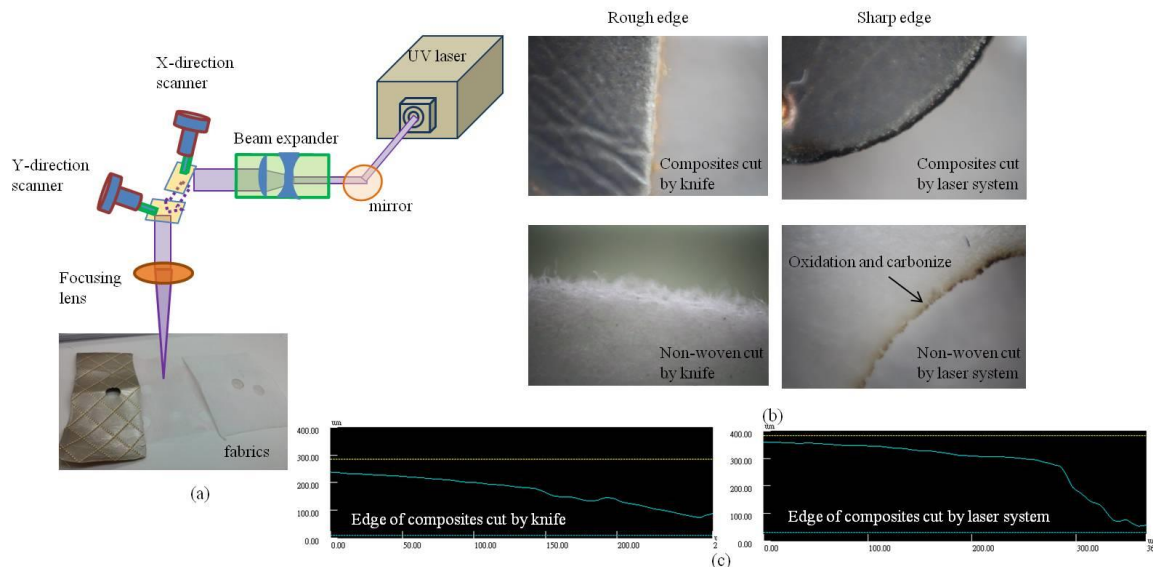 UV laser
X-direction
scanner
Beam expander
Y-direction
scanner
mirror
Focusing
lens
fabrics
(a)
Rough edge
Sharp edge
Composites cut
by knife
Composites cut
by laser system
Non-woven cut
by knife
Oxidation and carbonize
Non-woven cut
by laser system
(b)
um
400.00
300.00
200.00
100.00
0.00
Edge of composites cut by knife
0.00
50.00
100.00
150.00
200.00
2
400.00
300.00
200.00
100.00
0.00
Edge of composites cut by laser system
0.00
100.00
200.00
300.00
36
(c)